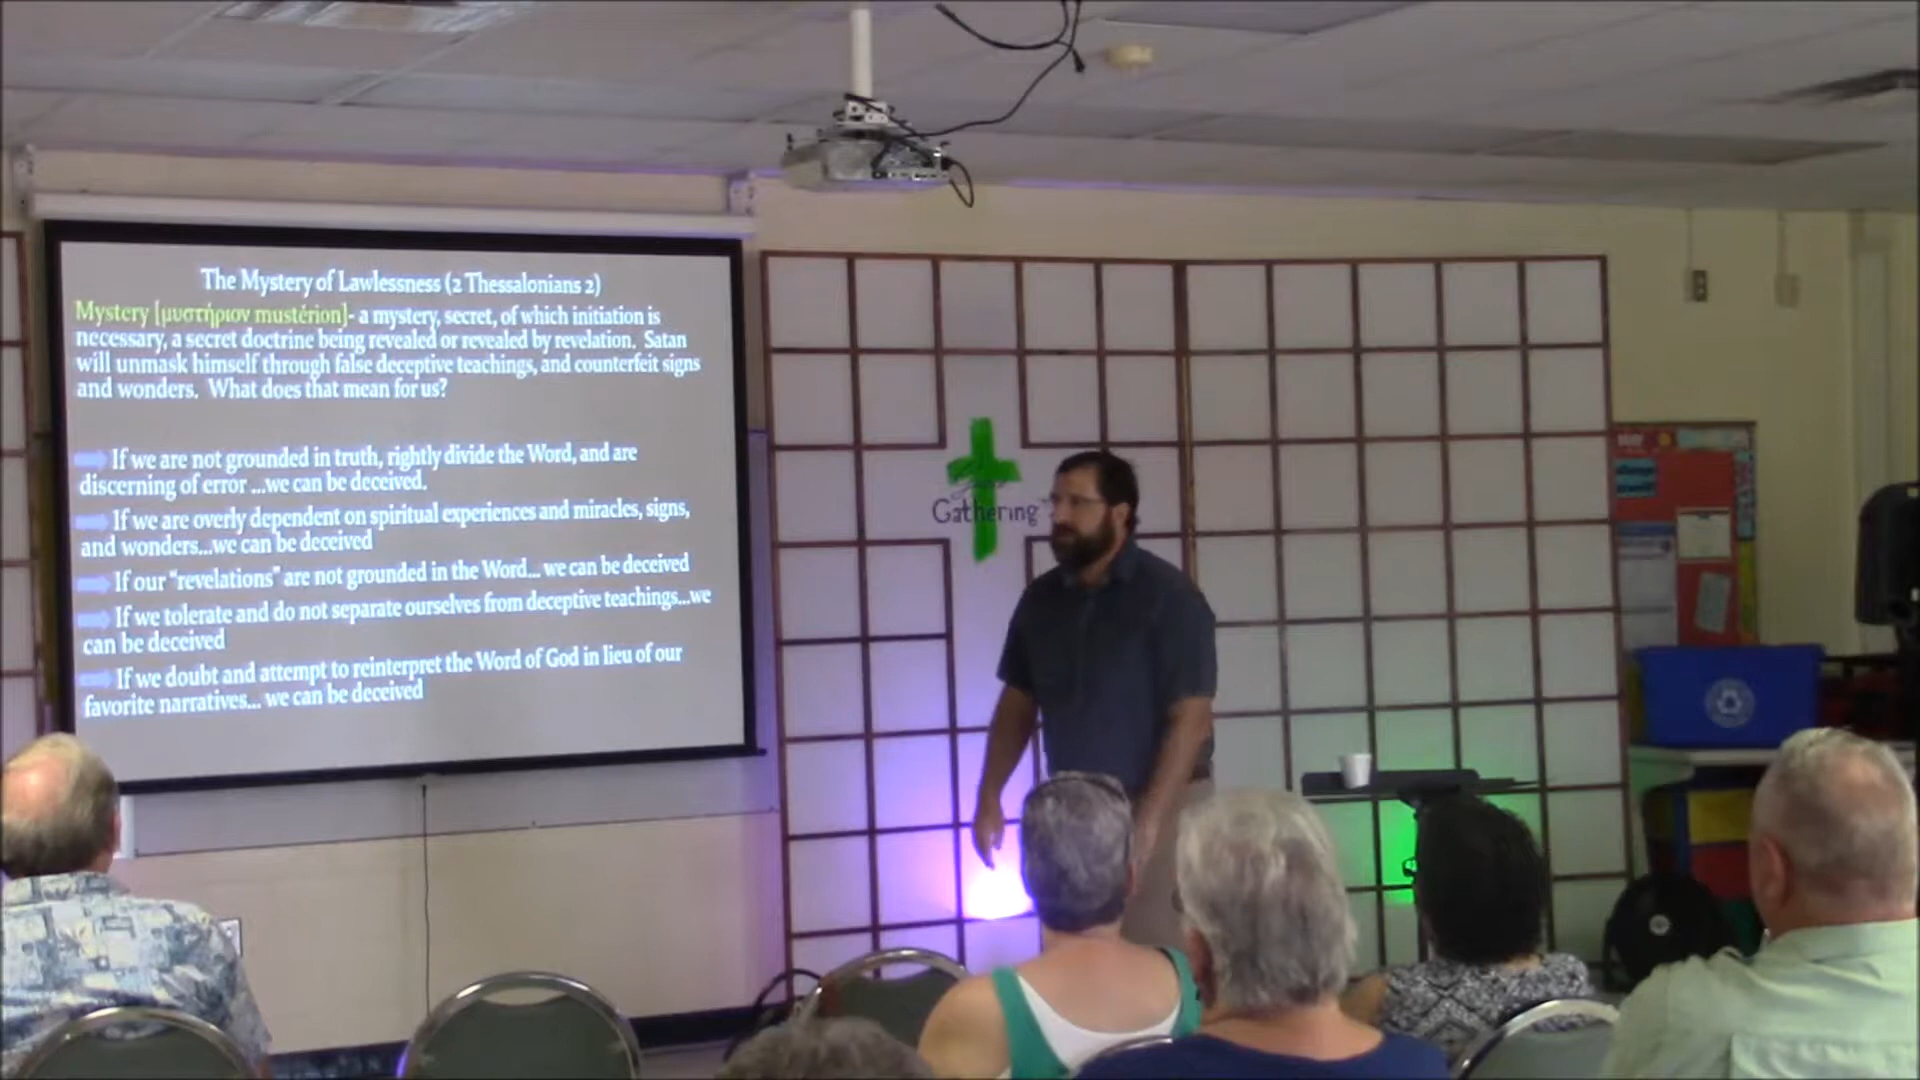 The Mystery of Lawlessness (2 Thessalonians 2)
Mystery [μυστήριον mustérion]- a mystery, secret, of which initiation is
necessary, a secret doctrine being revealed or revealed by revelation. Satan
will unmask himself through false deceptive teachings, and counterfeit signs
and wonders. What does that mean for us?
If we are not grounded in truth, rightly divide the Word, and are
discerning of error ...we can be deceived.
If we are overly dependent on spiritual experiences and miracles, signs,
and wonders...we can be deceived
If our "revelations" are not grounded in the Word... we can be deceived
If we tolerate and do not separate ourselves from deceptive teachings...we
can be deceived
If we doubt and attempt to reinterpret the Word of God in lieu of our
favorite narratives... we can be deceived
Gathering